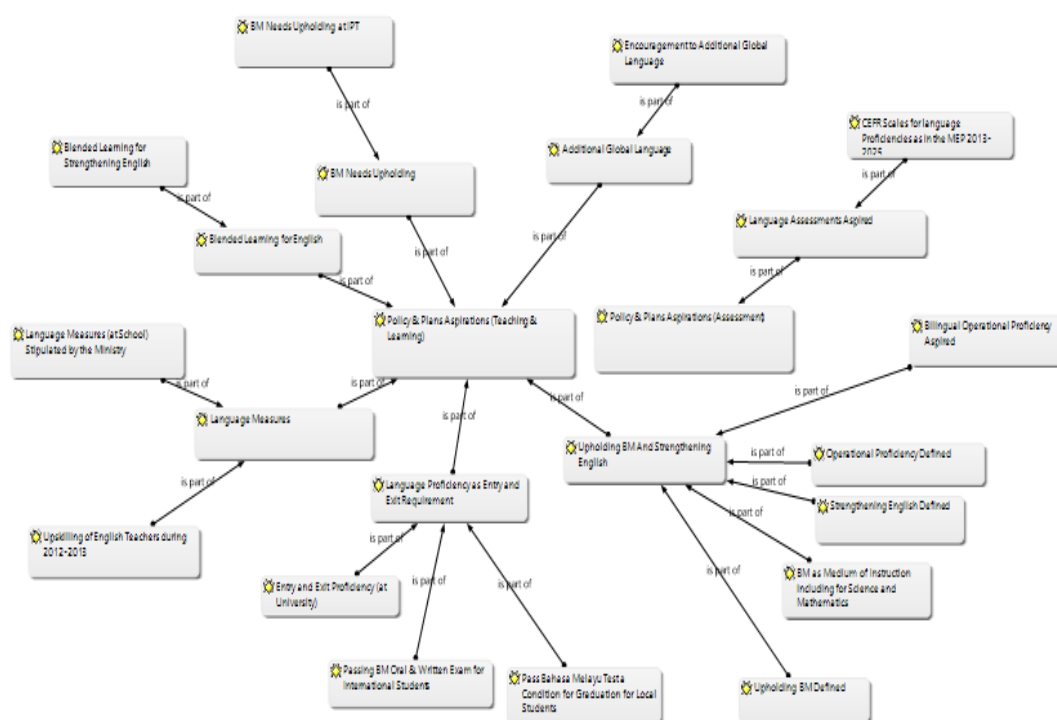 BM Needs Upholding at IPT
Encouragement to Additional Global
Language
is part of
is part of
CEFR Scales for language
Proficiencies as in the MEP 2013-
2025
Blended Learning for
Strengthening English
Additional Global Language
BM Needs Upholding
is part of
is part of
Language Assessments Aspired
Blended Learning for English
is part of
is part of
is part of
is part of
Policy & Plans Aspirations (Teaching &
Learning)
Policy & Plans Aspirations (Assessment)
Bilingual Operational Proficiency
Aspired
Language Measures (at School)
Stipulated by the Ministry
is part of
is part of
is part of
is part of
Language Measures
is part of
Upholding BM And Strengthening
English
is part of
Operational Proficiency Defined
is part of
Language Proficiency as Entry and
Exit Requirement
is part of
Strengthening English Defined
is part of
Upskilling of English Teachers during
2012-2013
is part of
BM as Medium of Instruction
Including for Science and
Mathematics
Entry and Exit Proficiency (at
University)
is part of
is part of
is part of
Passing BM Oral & Written Exam for
International Students
Pass Bahasa Melayu Test a
Condition for Graduation for Local
Students
Upholding BM Defined